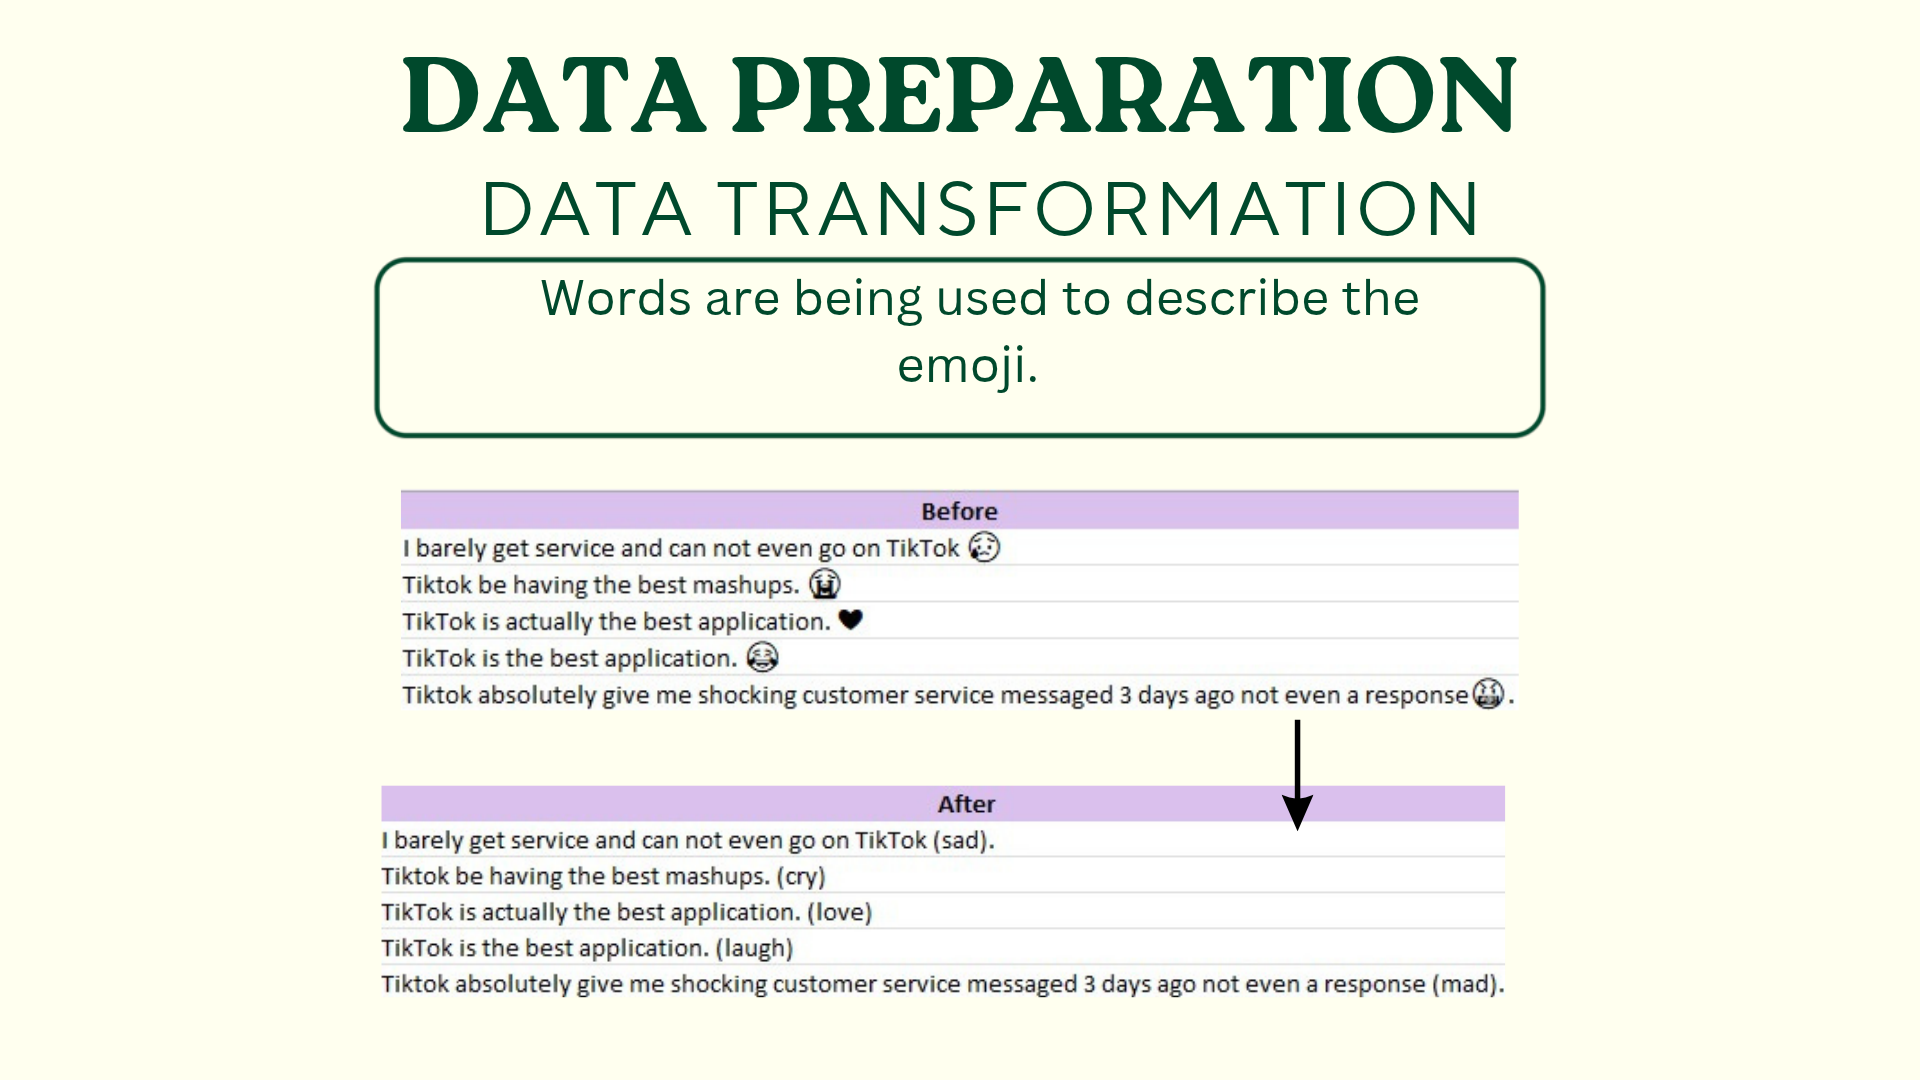 DATA PREPARATION
DATA TRANSFORMATION
Words are being used to describe the
emoji.
Before
I barely get service and can not even go on TikTok 😥
Tiktok be having the best mashups. 😭
TikTok is actually the best application. ♥
TikTok is the best application. 😂
Tiktok absolutely give me shocking customer service messaged 3 days ago not even a response🤬.
After
I barely get service and can not even go on TikTok (sad).
Tiktok be having the best mashups. (cry)
TikTok is actually the best application. (love)
TikTok is the best application. (laugh)
Tiktok absolutely give me shocking customer service messaged 3 days ago not even a response (mad).